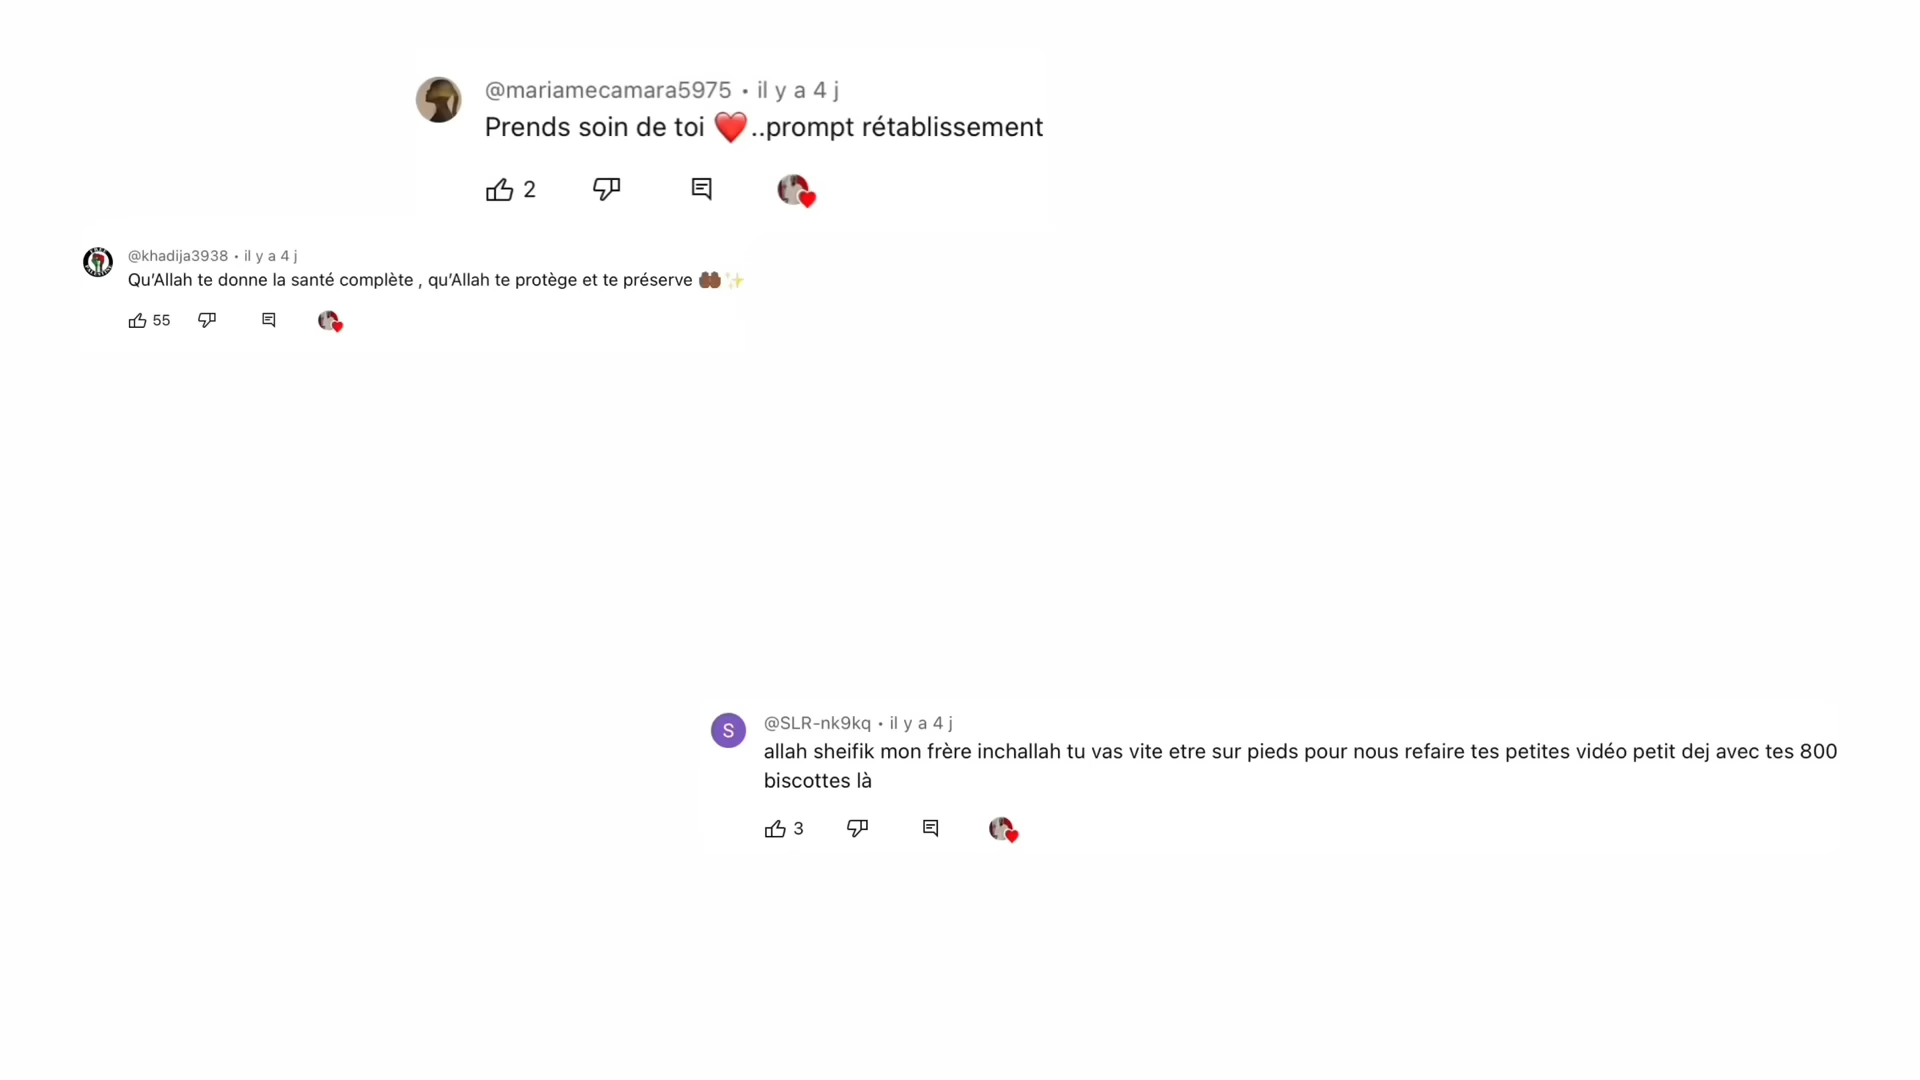 @mariamecamara5975 • il y a 4 j
Prends soin de toi ❤️..prompt rétablissement
2
@khadija3938 • il y a 4 j
Qu’Allah te donne la santé complète , qu’Allah te protège et te préserve 🤲🏾✨
55
S
@SLR-nk9kq • il y a 4 j
allah sheifik mon frère inchallah tu vas vite etre sur pieds pour nous refaire tes petites vidéo petit dej avec tes 800
biscottes là
3